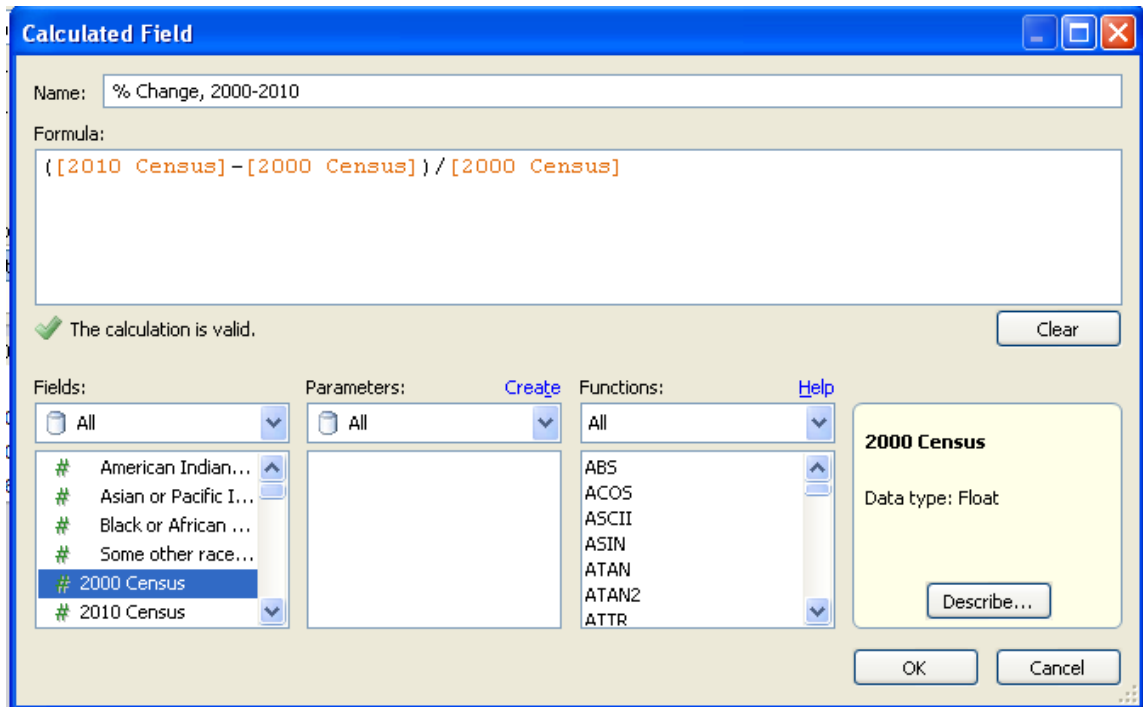 Calculated Field
Name: % Change, 2000-2010
Formula:
([2010 Census]-[2000 Census])/[2000 Census]
The calculation is valid.
Clear
Fields:
All
# American Indian...
# Asian or Pacific I...
# Black or African ...
# Some other race...
# 2000 Census
# 2010 Census
Parameters: Create
All
Functions: Help
All
ABS
ACOS
ASCII
ASIN
ATAN
ATAN2
ATTR
2000 Census
Data type: Float
Describe...
OK
Cancel